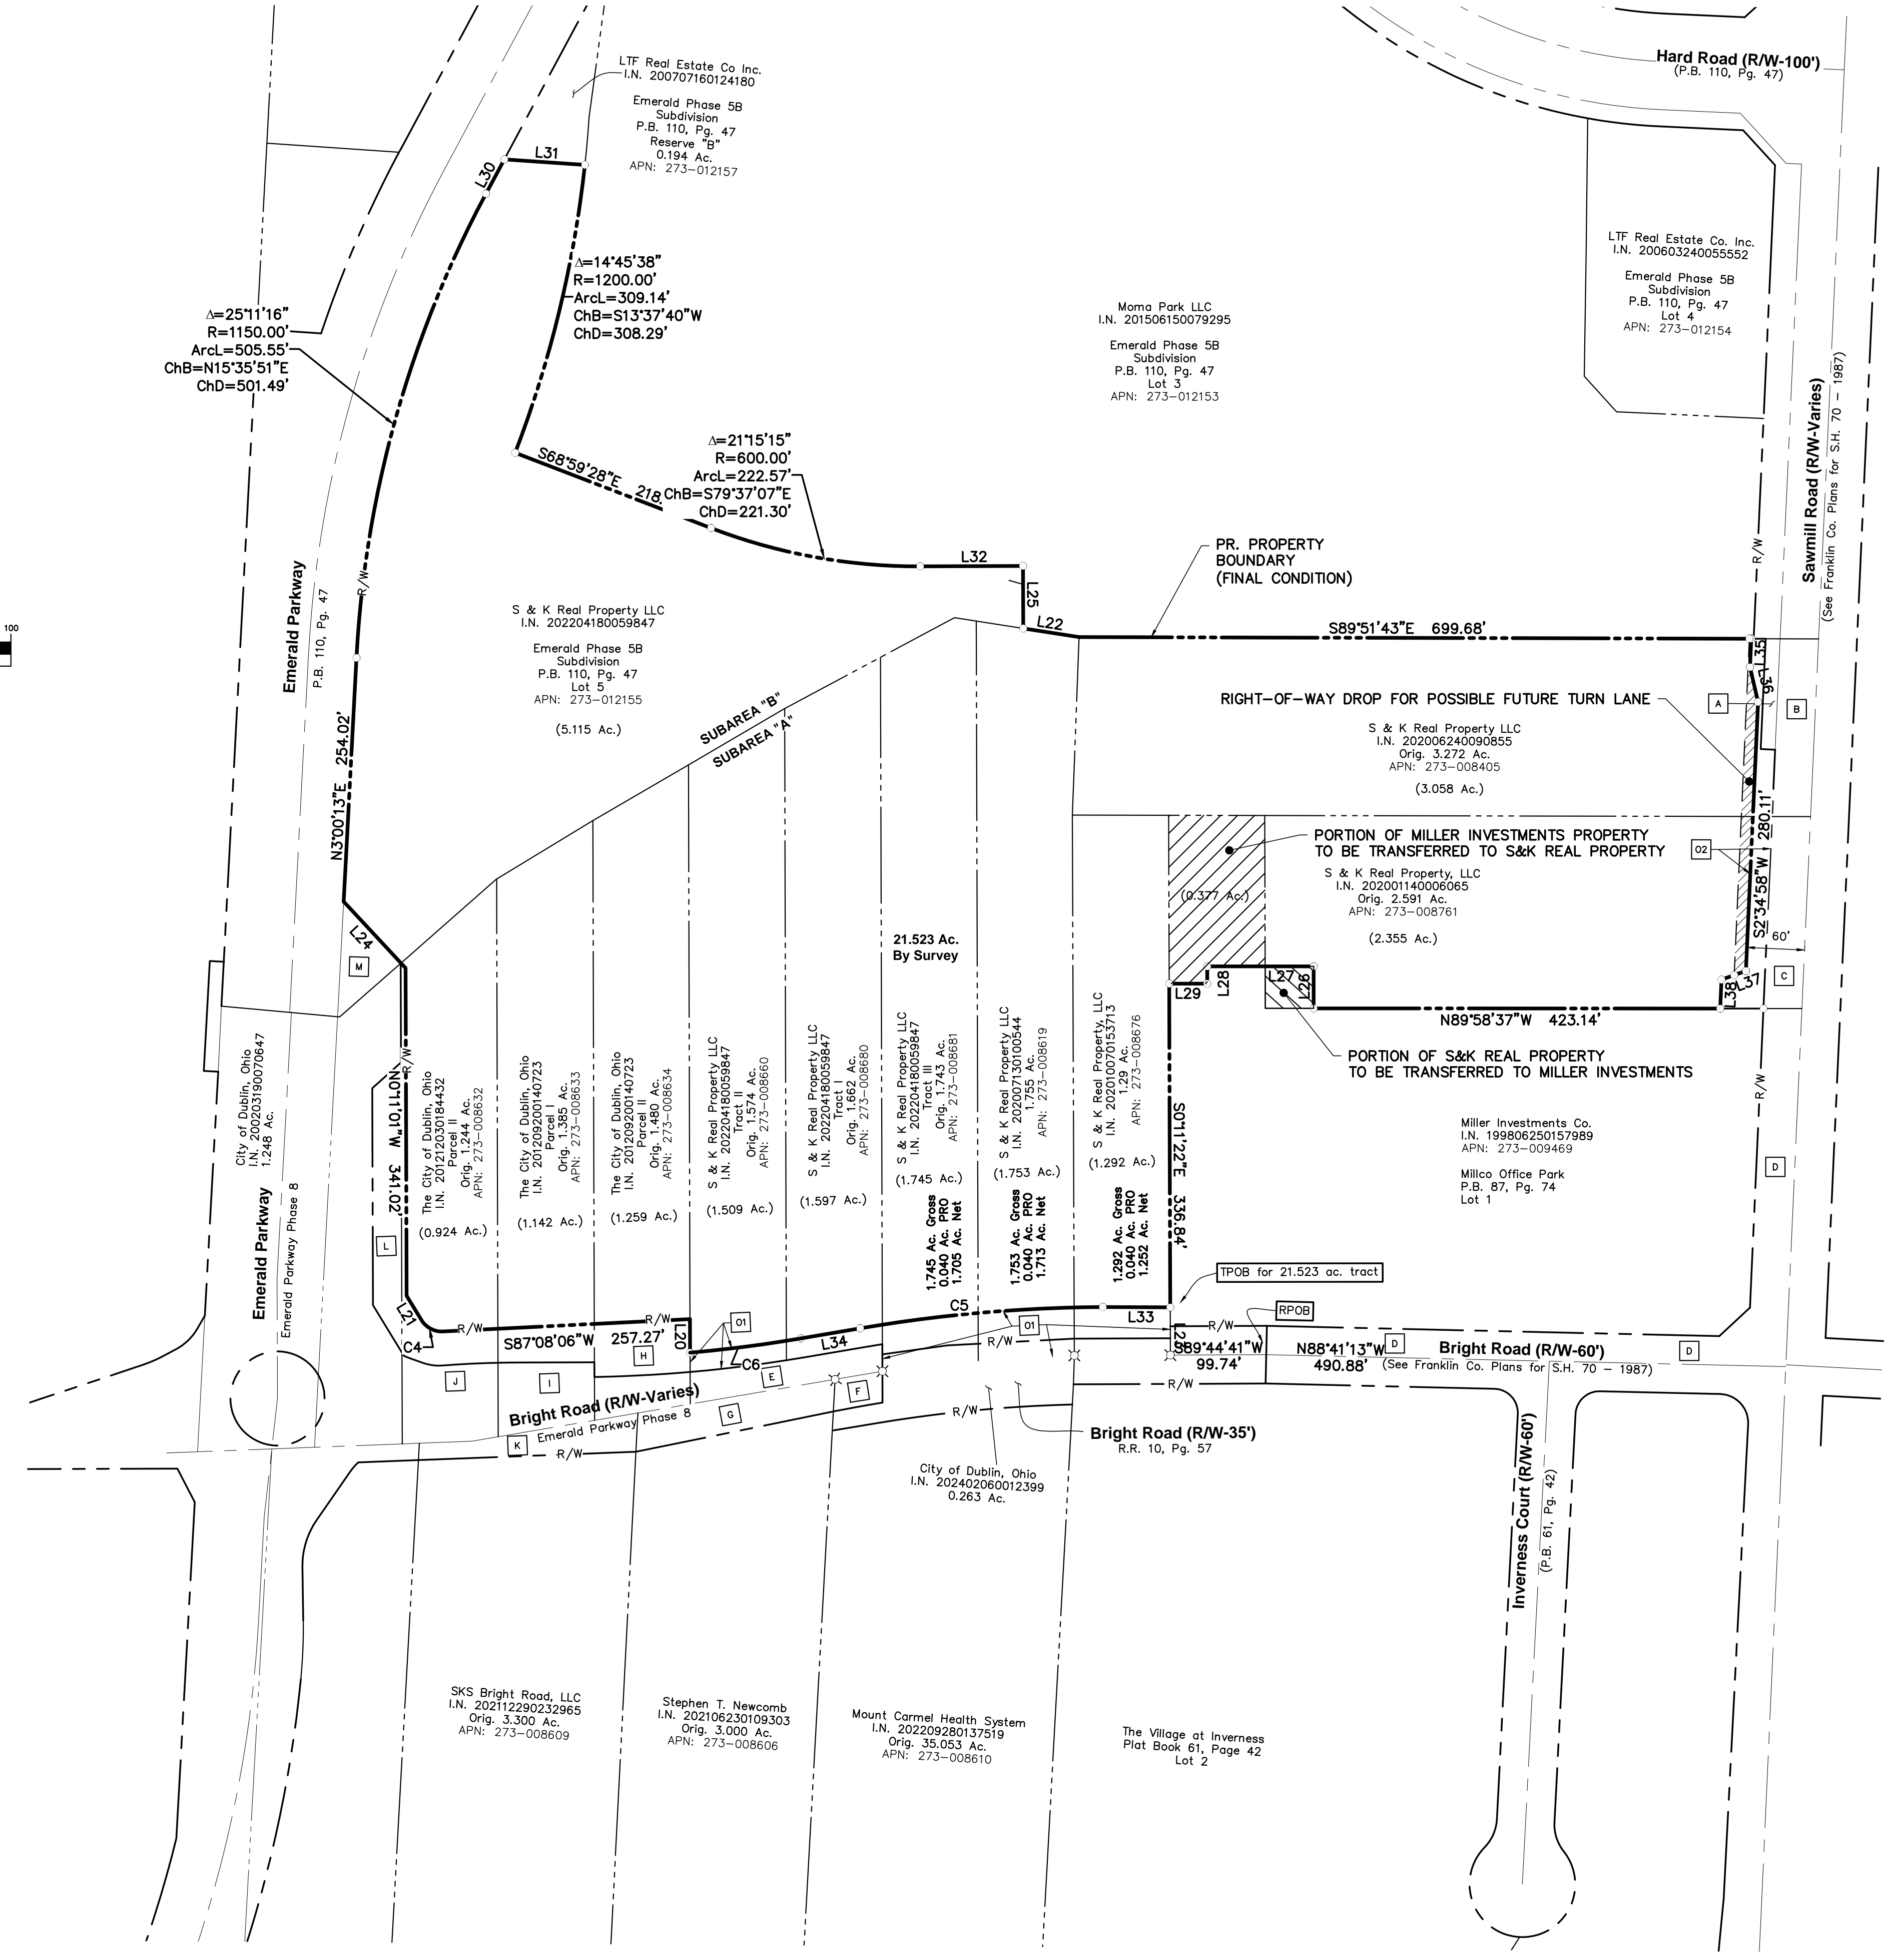 Hard Road (R/W-100')
(P.B. 110, Pg. 47)
LTF Real Estate Co Inc.
I.N. 200707160124180
Emerald Phase 5B
Subdivision
P.B. 110, Pg. 47
Reserve "B"
0.194 Ac.
APN: 273-012157
L30
L31
Δ=14°45'38"
R=1200.00'
ArcL=309.14'
ChB=S13°37'40"W
ChD=308.29'
Δ=25°11'16"
R=1150.00'
ArcL=505.55'
ChB=N15°35'51"E
ChD=501.49'
LTF Real Estate Co. Inc.
I.N. 200603240055552
Emerald Phase 5B
Subdivision
P.B. 110, Pg. 47
Lot 4
APN: 273-012154
Moma Park LLC
I.N. 201506150079295
Emerald Phase 5B
Subdivision
P.B. 110, Pg. 47
Lot 3
APN: 273-012153
Sawmill Road (R/W-Varies)
(See Franklin Co. Plans for S.H. 70 - 1987)
R/W
S68°59'28"E 218.
Δ=21°15'15"
R=600.00'
ArcL=222.57'
ChB=S79°37'07"E
ChD=221.30'
L32
L25
L22
PR. PROPERTY
BOUNDARY
(FINAL CONDITION)
S89°51'43"E 699.68'
L35
L36
100
Emerald Parkway
P.B. 110, Pg. 47
R/W
S & K Real Property LLC
I.N. 202204180059847
Emerald Phase 5B
Subdivision
P.B. 110, Pg. 47
Lot 5
APN: 273-012155
(5.115 Ac.)
SUBAREA "B"
SUBAREA "A"
RIGHT-OF-WAY DROP FOR POSSIBLE FUTURE TURN LANE
A
B
S & K Real Property LLC
I.N. 202006240090855
Orig. 3.272 Ac.
APN: 273-008405
(3.058 Ac.)
N3°00'13"E 254.02'
S2°34'58"W 280.11'
PORTION OF MILLER INVESTMENTS PROPERTY
TO BE TRANSFERRED TO S&K REAL PROPERTY
O2
(0.377 Ac.)
S & K Real Property, LLC
I.N. 202001140006065
Orig. 2.591 Ac.
APN: 273-008761
(2.355 Ac.)
60'
21.523 Ac.
By Survey
L24
M
L29
L28
L27
L26
L38
L37
C
N89°58'37"W 423.14'
PORTION OF S&K REAL PROPERTY
TO BE TRANSFERRED TO MILLER INVESTMENTS
City of Dublin, Ohio
I.N. 200203190070647
1.248 Ac.
R/W
N0°11'01"W 341.02'
The City of Dublin, Ohio
I.N. 201212030184432
Parcel II
Orig. 1.244 Ac.
APN: 273-008632
(0.924 Ac.)
The City of Dublin, Ohio
I.N. 201209200140723
Parcel I
Orig. 1.385 Ac.
APN: 273-008633
(1.142 Ac.)
The City of Dublin, Ohio
I.N. 201209200140723
Parcel II
Orig. 1.480 Ac.
APN: 273-008634
(1.259 Ac.)
S & K Real Property LLC
I.N. 202204180059847
Tract II
Orig. 1.574 Ac.
APN: 273-008660
(1.509 Ac.)
S & K Real Property LLC
I.N. 202204180059847
Tract I
Orig. 1.662 Ac.
APN: 273-008680
(1.597 Ac.)
S & K Real Property LLC
I.N. 202204180059847
Tract III
Orig. 1.743 Ac.
APN: 273-008681
(1.745 Ac.)
1.745 Ac. Gross
0.040 Ac. PRO
1.705 Ac. Net
S & K Real Property LLC
I.N. 202007130100544
1.755 Ac.
APN: 273-008619
(1.753 Ac.)
1.753 Ac. Gross
0.040 Ac. PRO
1.713 Ac. Net
S & K Real Property, LLC
I.N. 202010070153713
1.29 Ac.
APN: 273-008676
(1.292 Ac.)
1.292 Ac. Gross
0.040 Ac. PRO
1.252 Ac. Net
S0°11'22"E 336.84'
R/W
Miller Investments Co.
I.N. 199806250157989
APN: 273-009469
Millco Office Park
P.B. 87, Pg. 74
Lot 1
D
Emerald Parkway
Emerald Parkway Phase 8
L
TPOB for 21.523 ac. tract
RPOB
L21
C4
R/W
S87°08'06"W 257.27'
R/W
H
L20
O1
C6
L34
C5
O1
R/W
L33
R/W
S89°44'41"W
99.74'
N88°41'13"W
490.88'
D
Bright Road (R/W-60')
(See Franklin Co. Plans for S.H. 70 - 1987)
D
J
I
E
F
G
K
Bright Road (R/W-Varies)
Emerald Parkway Phase 8
R/W
R/W
R/W
Bright Road (R/W-35')
R.R. 10, Pg. 57
City of Dublin, Ohio
I.N. 202402060012399
0.263 Ac.
Inverness Court (R/W-60')
(P.B. 61, Pg. 42)
SKS Bright Road, LLC
I.N. 202112290232965
Orig. 3.300 Ac.
APN: 273-008609
Stephen T. Newcomb
I.N. 202106230109303
Orig. 3.000 Ac.
APN: 273-008606
Mount Carmel Health System
I.N. 202209280137519
Orig. 35.053 Ac.
APN: 273-008610
The Village at Inverness
Plat Book 61, Page 42
Lot 2